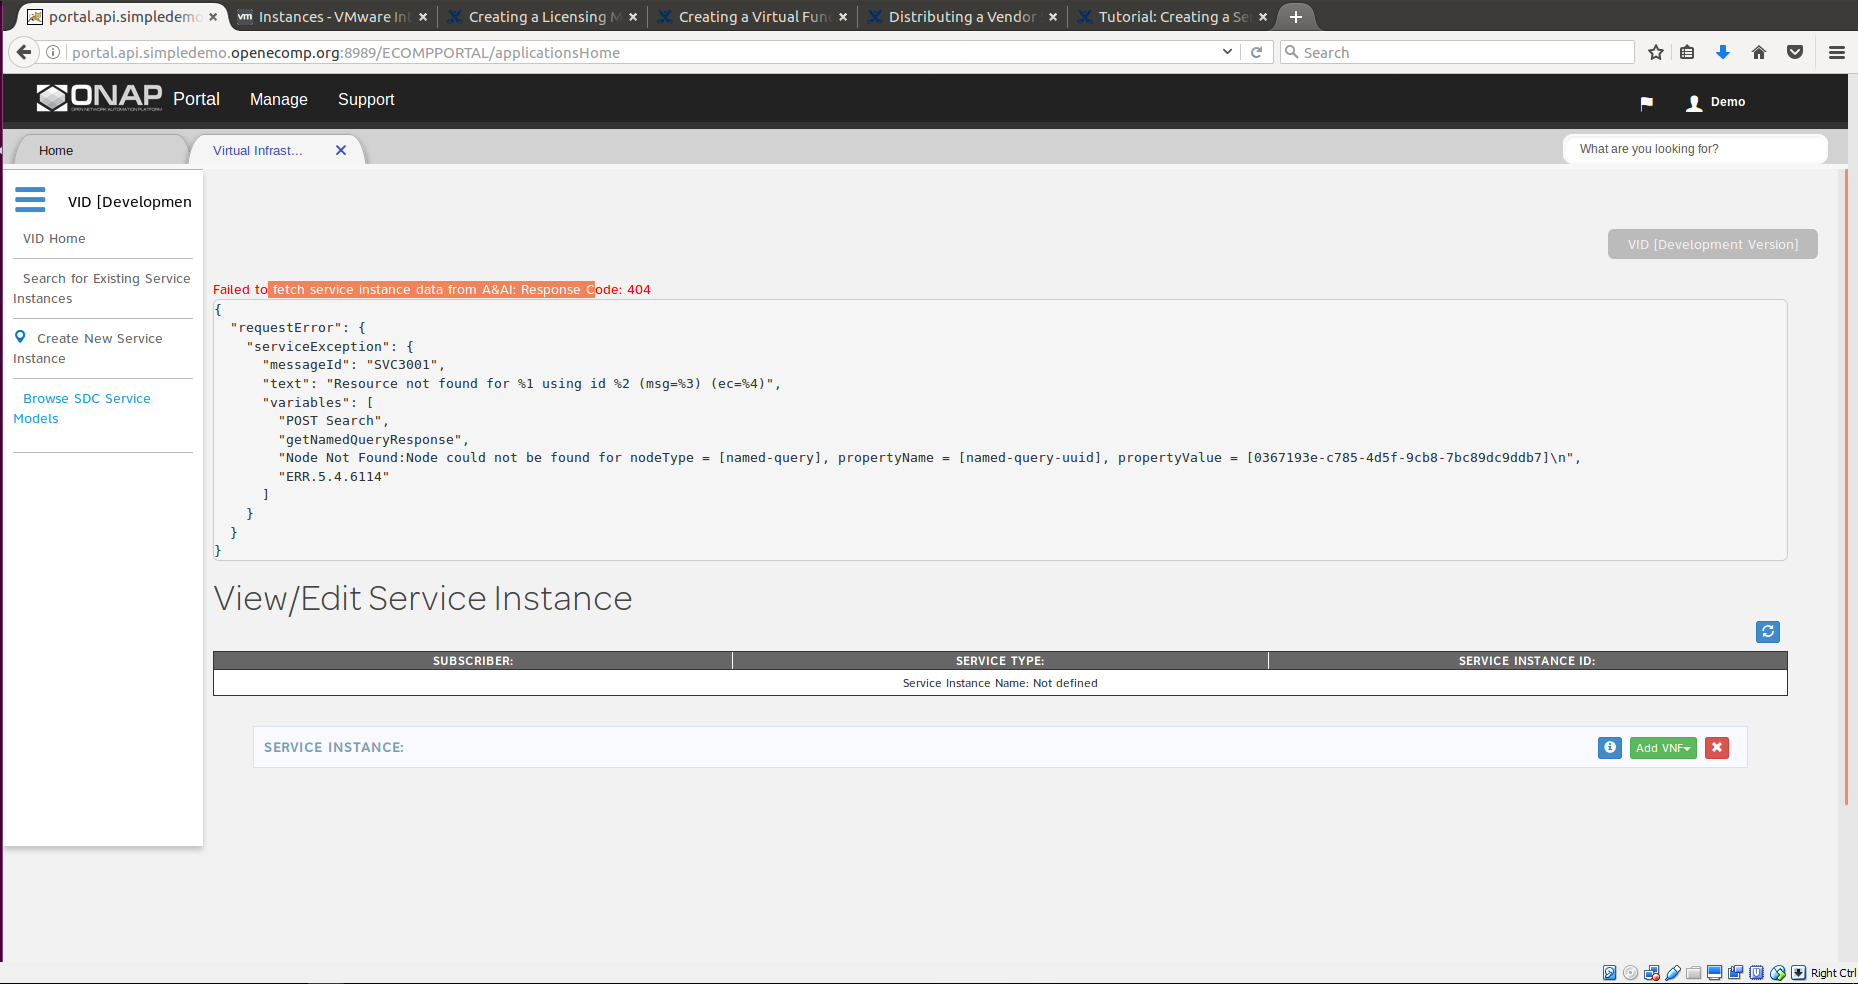 portal.api.simpledemo
Instances - VMware Int
Creating a Licensing M
Creating a Virtual Fun
Distributing a Vendor
Tutorial: Creating a Se
portal.api.simpledemo.openecomp.org:8989/ECOMPPORTAL/applicationsHome
Search
ONAP Portal Manage Support
OPEN NETWORK AUTOMATION PLATFORM
Demo
Home
Virtual Infrast...
What are you looking for?
VID [Developmen
VID Home
Search for Existing Service
Instances
Create New Service
Instance
Browse SDC Service
Models
VID [Development Version]
Failed to fetch service instance data from A&AI: Response Code: 404
{
"requestError": {
"serviceException": {
"messageId": "SVC3001",
"text": "Resource not found for %1 using id %2 (msg=%3) (ec=%4)",
"variables": [
"POST Search",
"getNamedQueryResponse",
"Node Not Found:Node could not be found for nodeType = [named-query], propertyName = [named-query-uuid], propertyValue = [0367193e-c785-4d5f-9cb8-7bc89dc9ddb7]\n",
"ERR.5.4.6114"
]
}
}
}
View/Edit Service Instance
SUBSCRIBER: SERVICE TYPE: SERVICE INSTANCE ID:
Service Instance Name: Not defined
SERVICE INSTANCE:
Add VNF
Right Ctrl